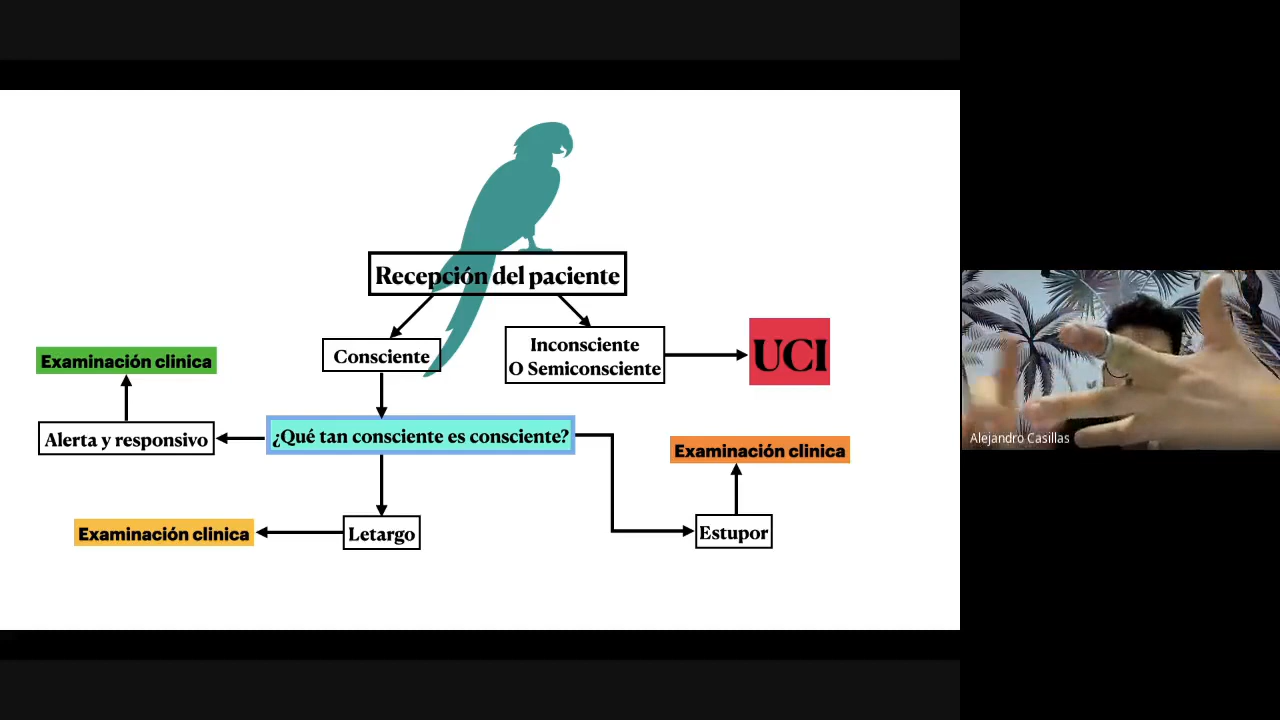 Recepción del paciente
Consciente
Inconsciente
O Semiconsciente
UCI
Examinación clinica
Alerta y responsivo
¿Qué tan consciente es consciente?
Examinación clinica
Examinación clinica
Letargo
Estupor
Alejandro Casillas